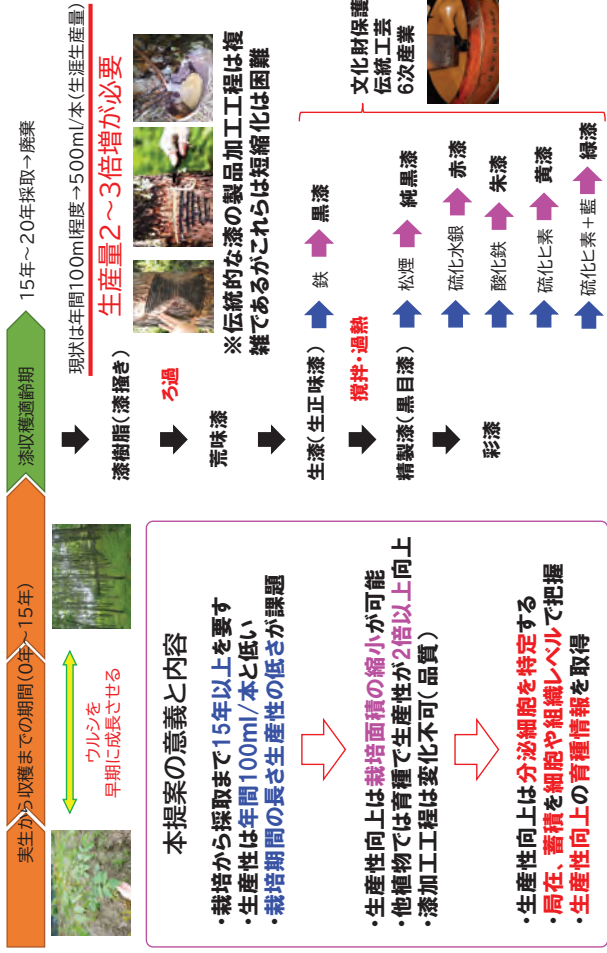 実生から収穫までの期間(0年~15年)
漆収穫適齢期
15年~20年採取→廃棄
ウルシを
早期に成長させる
本提案の意義と内容
・栽培から採取まで15年以上を要す
・生産性は年間100ml/本と低い
・栽培期間の長さ生産性の低さが課題
・生産性向上は栽培面積の縮小が可能
・他植物では育種で生産性が2倍以上向上
・漆加工工程は変化不可(品質)
・生産性向上は分泌細胞を特定する
・局在、蓄積を細胞や組織レベルで把握
・生産性向上の育種情報を取得
現状は年間100ml程度→500ml/本(生涯生産量)
生産量2~3倍増が必要
漆樹脂(漆掻き)
ろ過
荒味漆
※伝統的な漆の製品加工工程は複
雑であるがこれらは短縮化は困難
生漆(生正味漆)
撹拌・過熱
精製漆(黒目漆)
彩漆
鉄
黒漆
松煙
純黒漆
硫化水銀
赤漆
酸化鉄
朱漆
硫化ヒ素
黄漆
硫化ヒ素+藍
緑漆
文化財保護
伝統工芸
6次産業